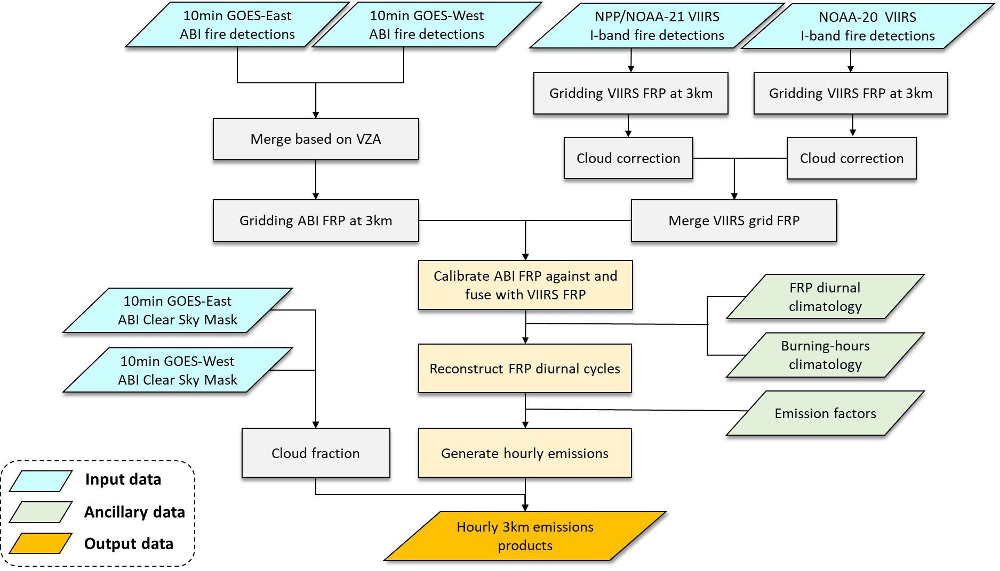 10min GOES-East
ABI fire detections
10min GOES-West
ABI fire detections
NPP/NOAA-21 VIIRS
I-band fire detections
NOAA-20 VIIRS
I-band fire detections
Gridding VIIRS FRP at 3km
Gridding VIIRS FRP at 3km
Merge based on VZA
Cloud correction
Cloud correction
Gridding ABI FRP at 3km
Merge VIIRS grid FRP
Calibrate ABI FRP against and
fuse with VIIRS FRP
10min GOES-East
ABI Clear Sky Mask
FRP diurnal
climatology
10min GOES-West
ABI Clear Sky Mask
Reconstruct FRP diurnal cycles
Burning-hours
climatology
Emission factors
Cloud fraction
Generate hourly emissions
Input data
Ancillary data
Output data
Hourly 3km emissions
products